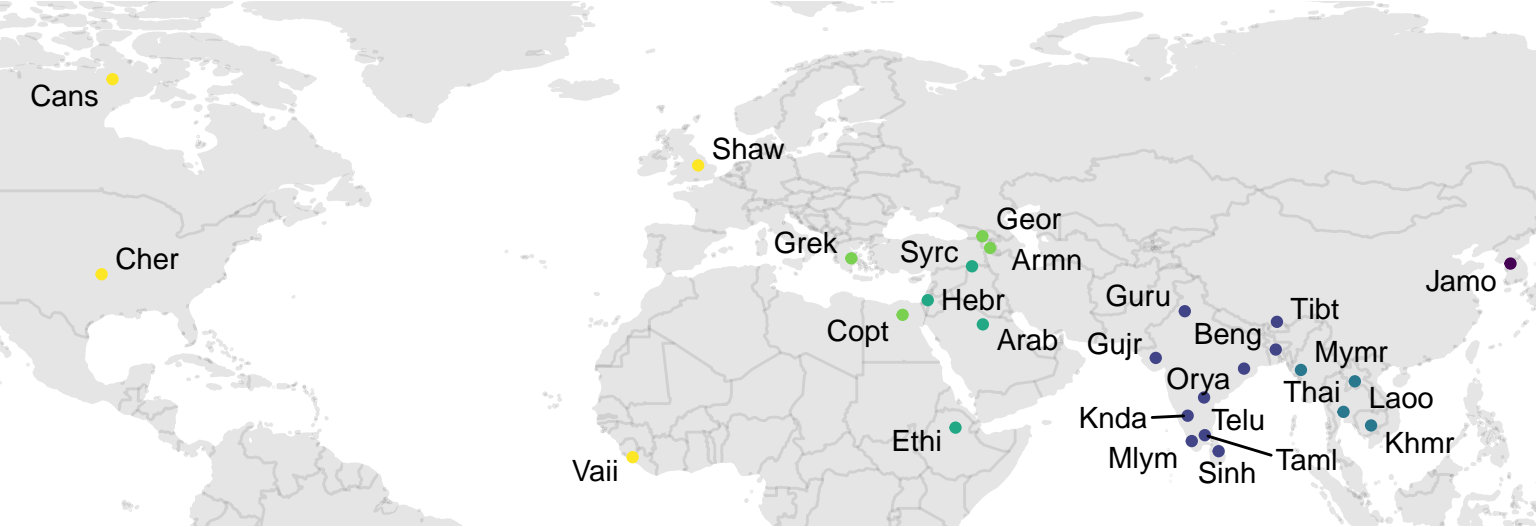 Cans
Shaw
Geor
Grek
Syrc
Armn
Cher
Jamo
Guru
Hebr
Tibt
Copt
Beng
Arab
Gujr
Mymr
Orya
Thai
Laoo
Knda
Telu
Ethi
Khmr
Mlym
Taml
Vaii
Sinh